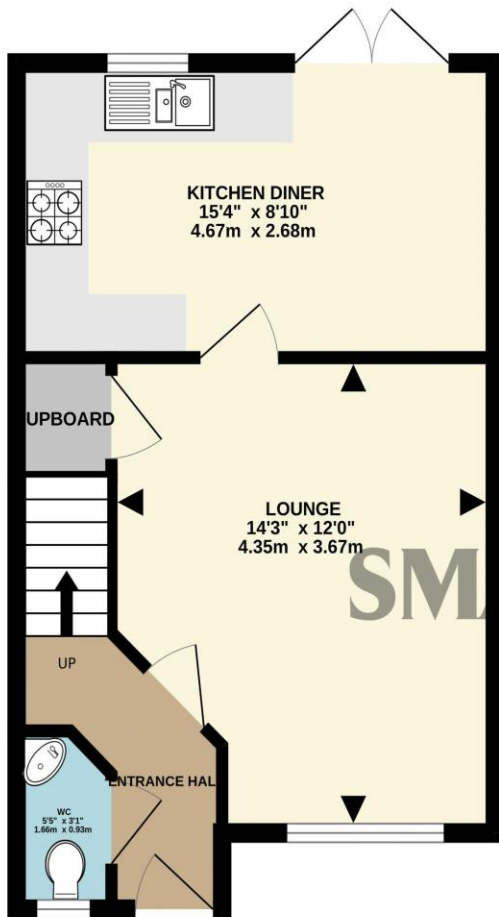 KITCHEN DINER
15'4" x 8'10"
4.67m x 2.68m
UPBOARD
LOUNGE
14'3" x 12'0"
4.35m x 3.67m
SMA
UP
ENTRANCE HAL
WC
5'5" x 3'1"
1.66m x 0.93m